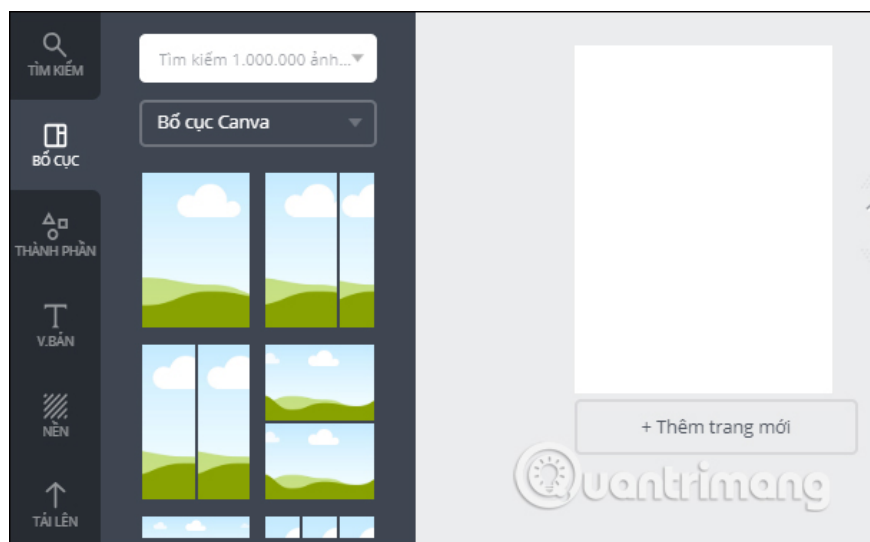 TÌM KIẾM
BỐ CỤC
THÀNH PHẦN
V.BẢN
NỀN
TẢI LÊN
Tìm kiếm 1.000.000 ảnh...
Bố cục Canva
+ Thêm trang mới
Quantrimang